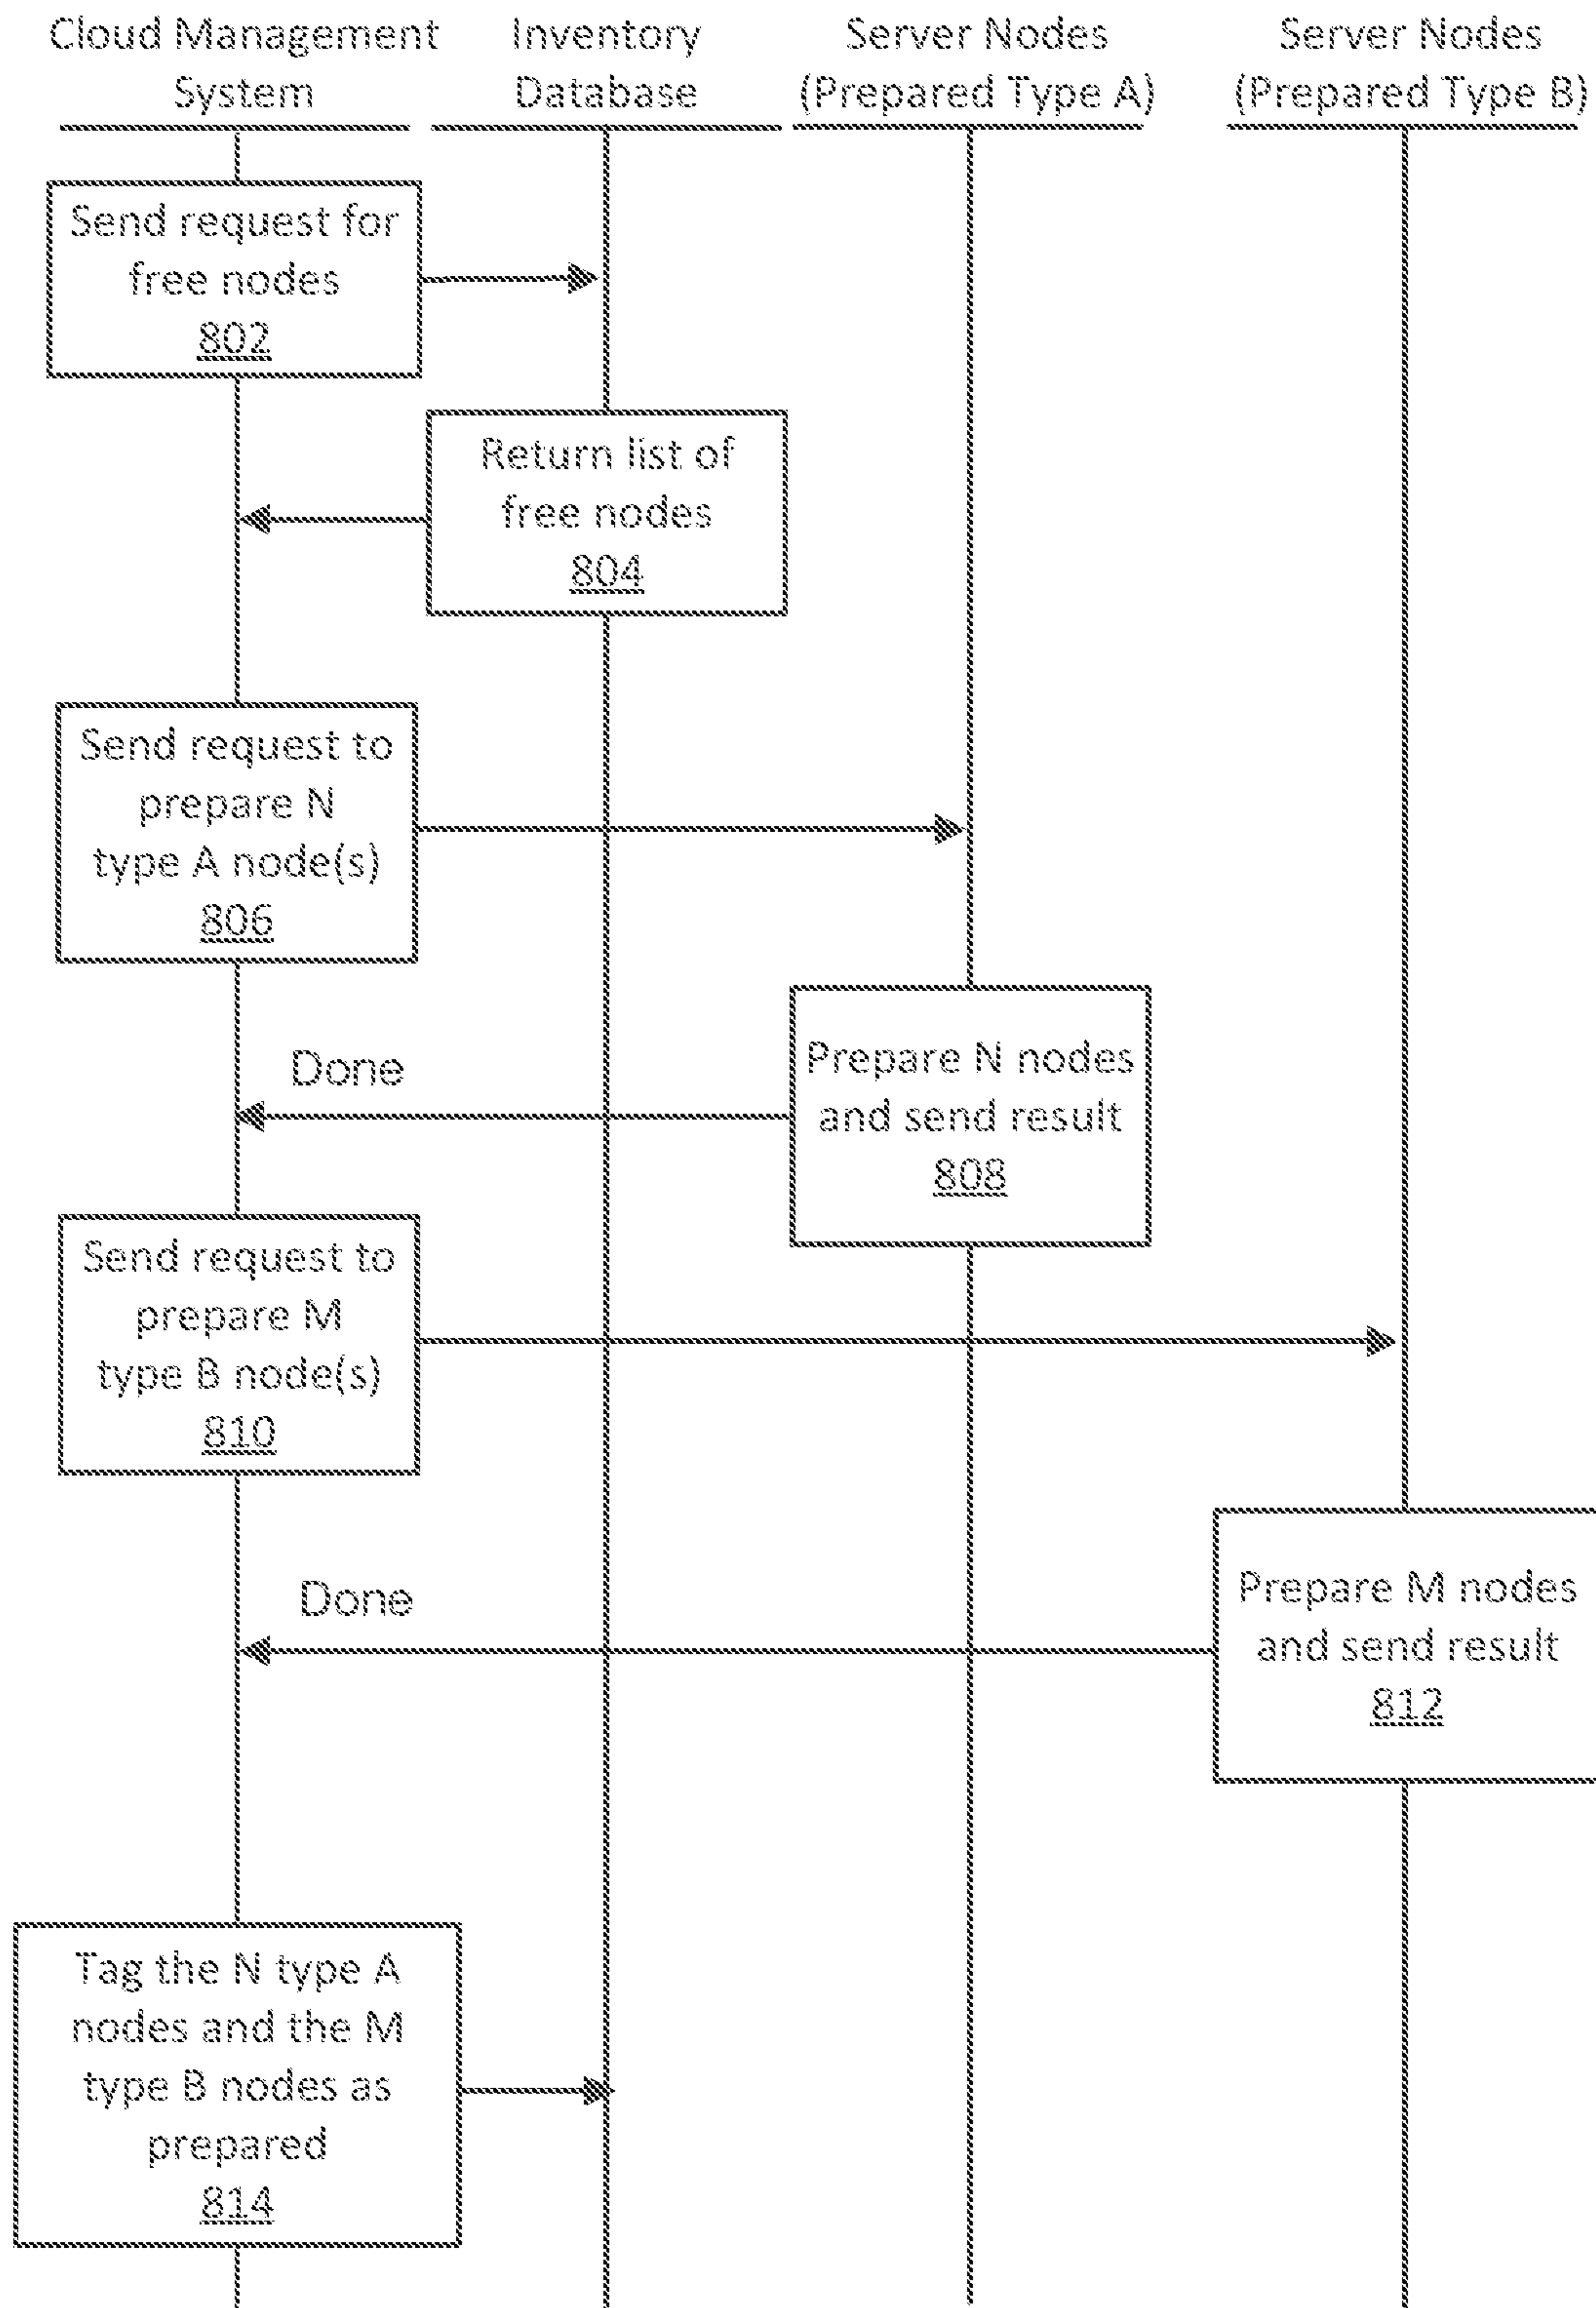 Cloud Management
System
Inventory
Database
Server Nodes
(Prepared Type A)
Server Nodes
(Prepared Type B)
Send request for
free nodes
802
Return list of
free nodes
804
Send request to
prepare N
type A node(s)
806
Done
Prepare N nodes
and send result
808
Send request to
prepare M
type B node(s)
810
Done
Prepare M nodes
and send result
812
Tag the N type A
nodes and the M
type B nodes as
prepared
814